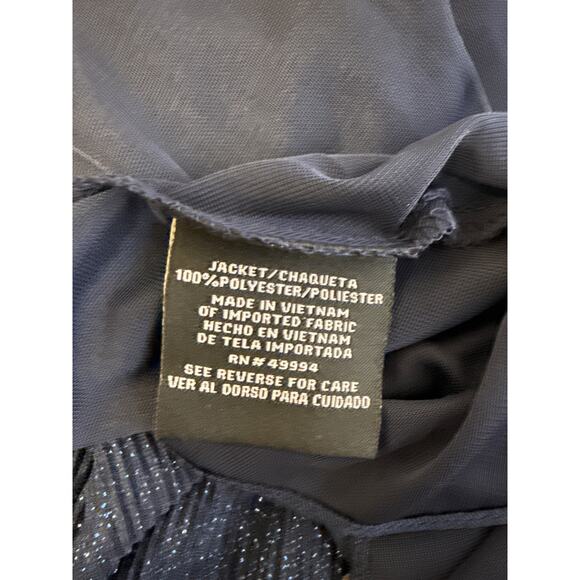 JACKET/CHAQUETA
100%POLYESTER/POLIESTER
MADE IN VIETNAM
OF IMPORTED FABRIC
HECHO EN VIETNAM
DE TELA IMPORTADA
RN# 49994
SEE REVERSE FOR CARE
VER AL DORSO PARA CUIDADO